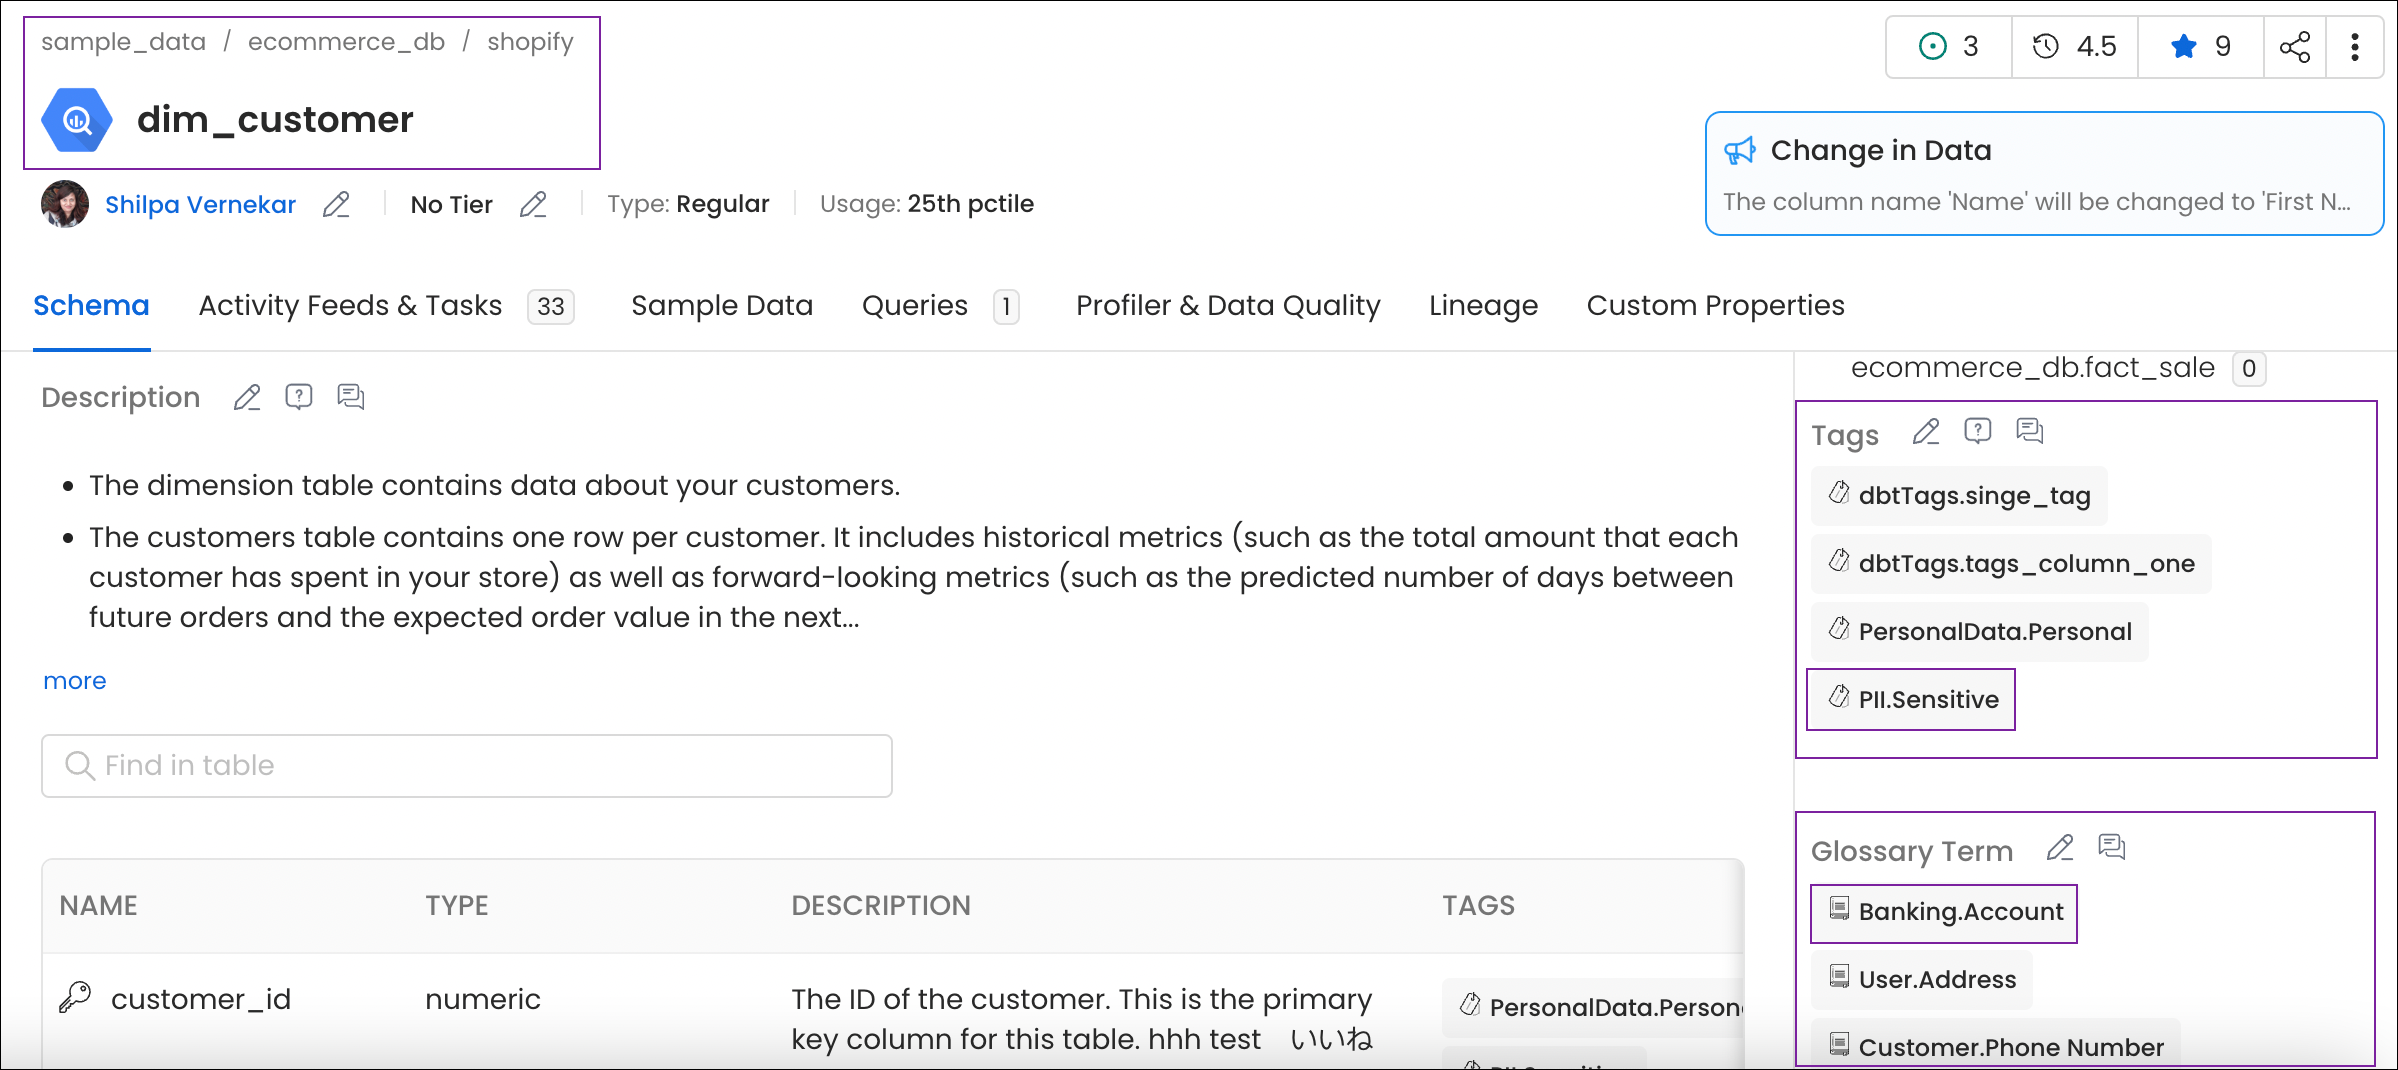 sample_data / ecommerce_db / shopify
3 4.5 9
dim_customer
Change in Data
The column name 'Name' will be changed to 'First N...
Shilpa Vernekar No Tier Type: Regular Usage: 25th pctile
Schema Activity Feeds & Tasks 33 Sample Data Queries 1 Profiler & Data Quality Lineage Custom Properties
Description
The dimension table contains data about your customers.
The customers table contains one row per customer. It includes historical metrics (such as the total amount that each
customer has spent in your store) as well as forward-looking metrics (such as the predicted number of days between
future orders and the expected order value in the next...
more
Find in table
NAME TYPE DESCRIPTION TAGS
customer_id numeric The ID of the customer. This is the primary PersonalData.Person
key column for this table. hhh test いいね
ecommerce_db.fact_sale 0
Tags
dbtTags.singe_tag
dbtTags.tags_column_one
PersonalData.Personal
PII.Sensitive
Glossary Term
Banking.Account
User.Address
Customer.Phone Number